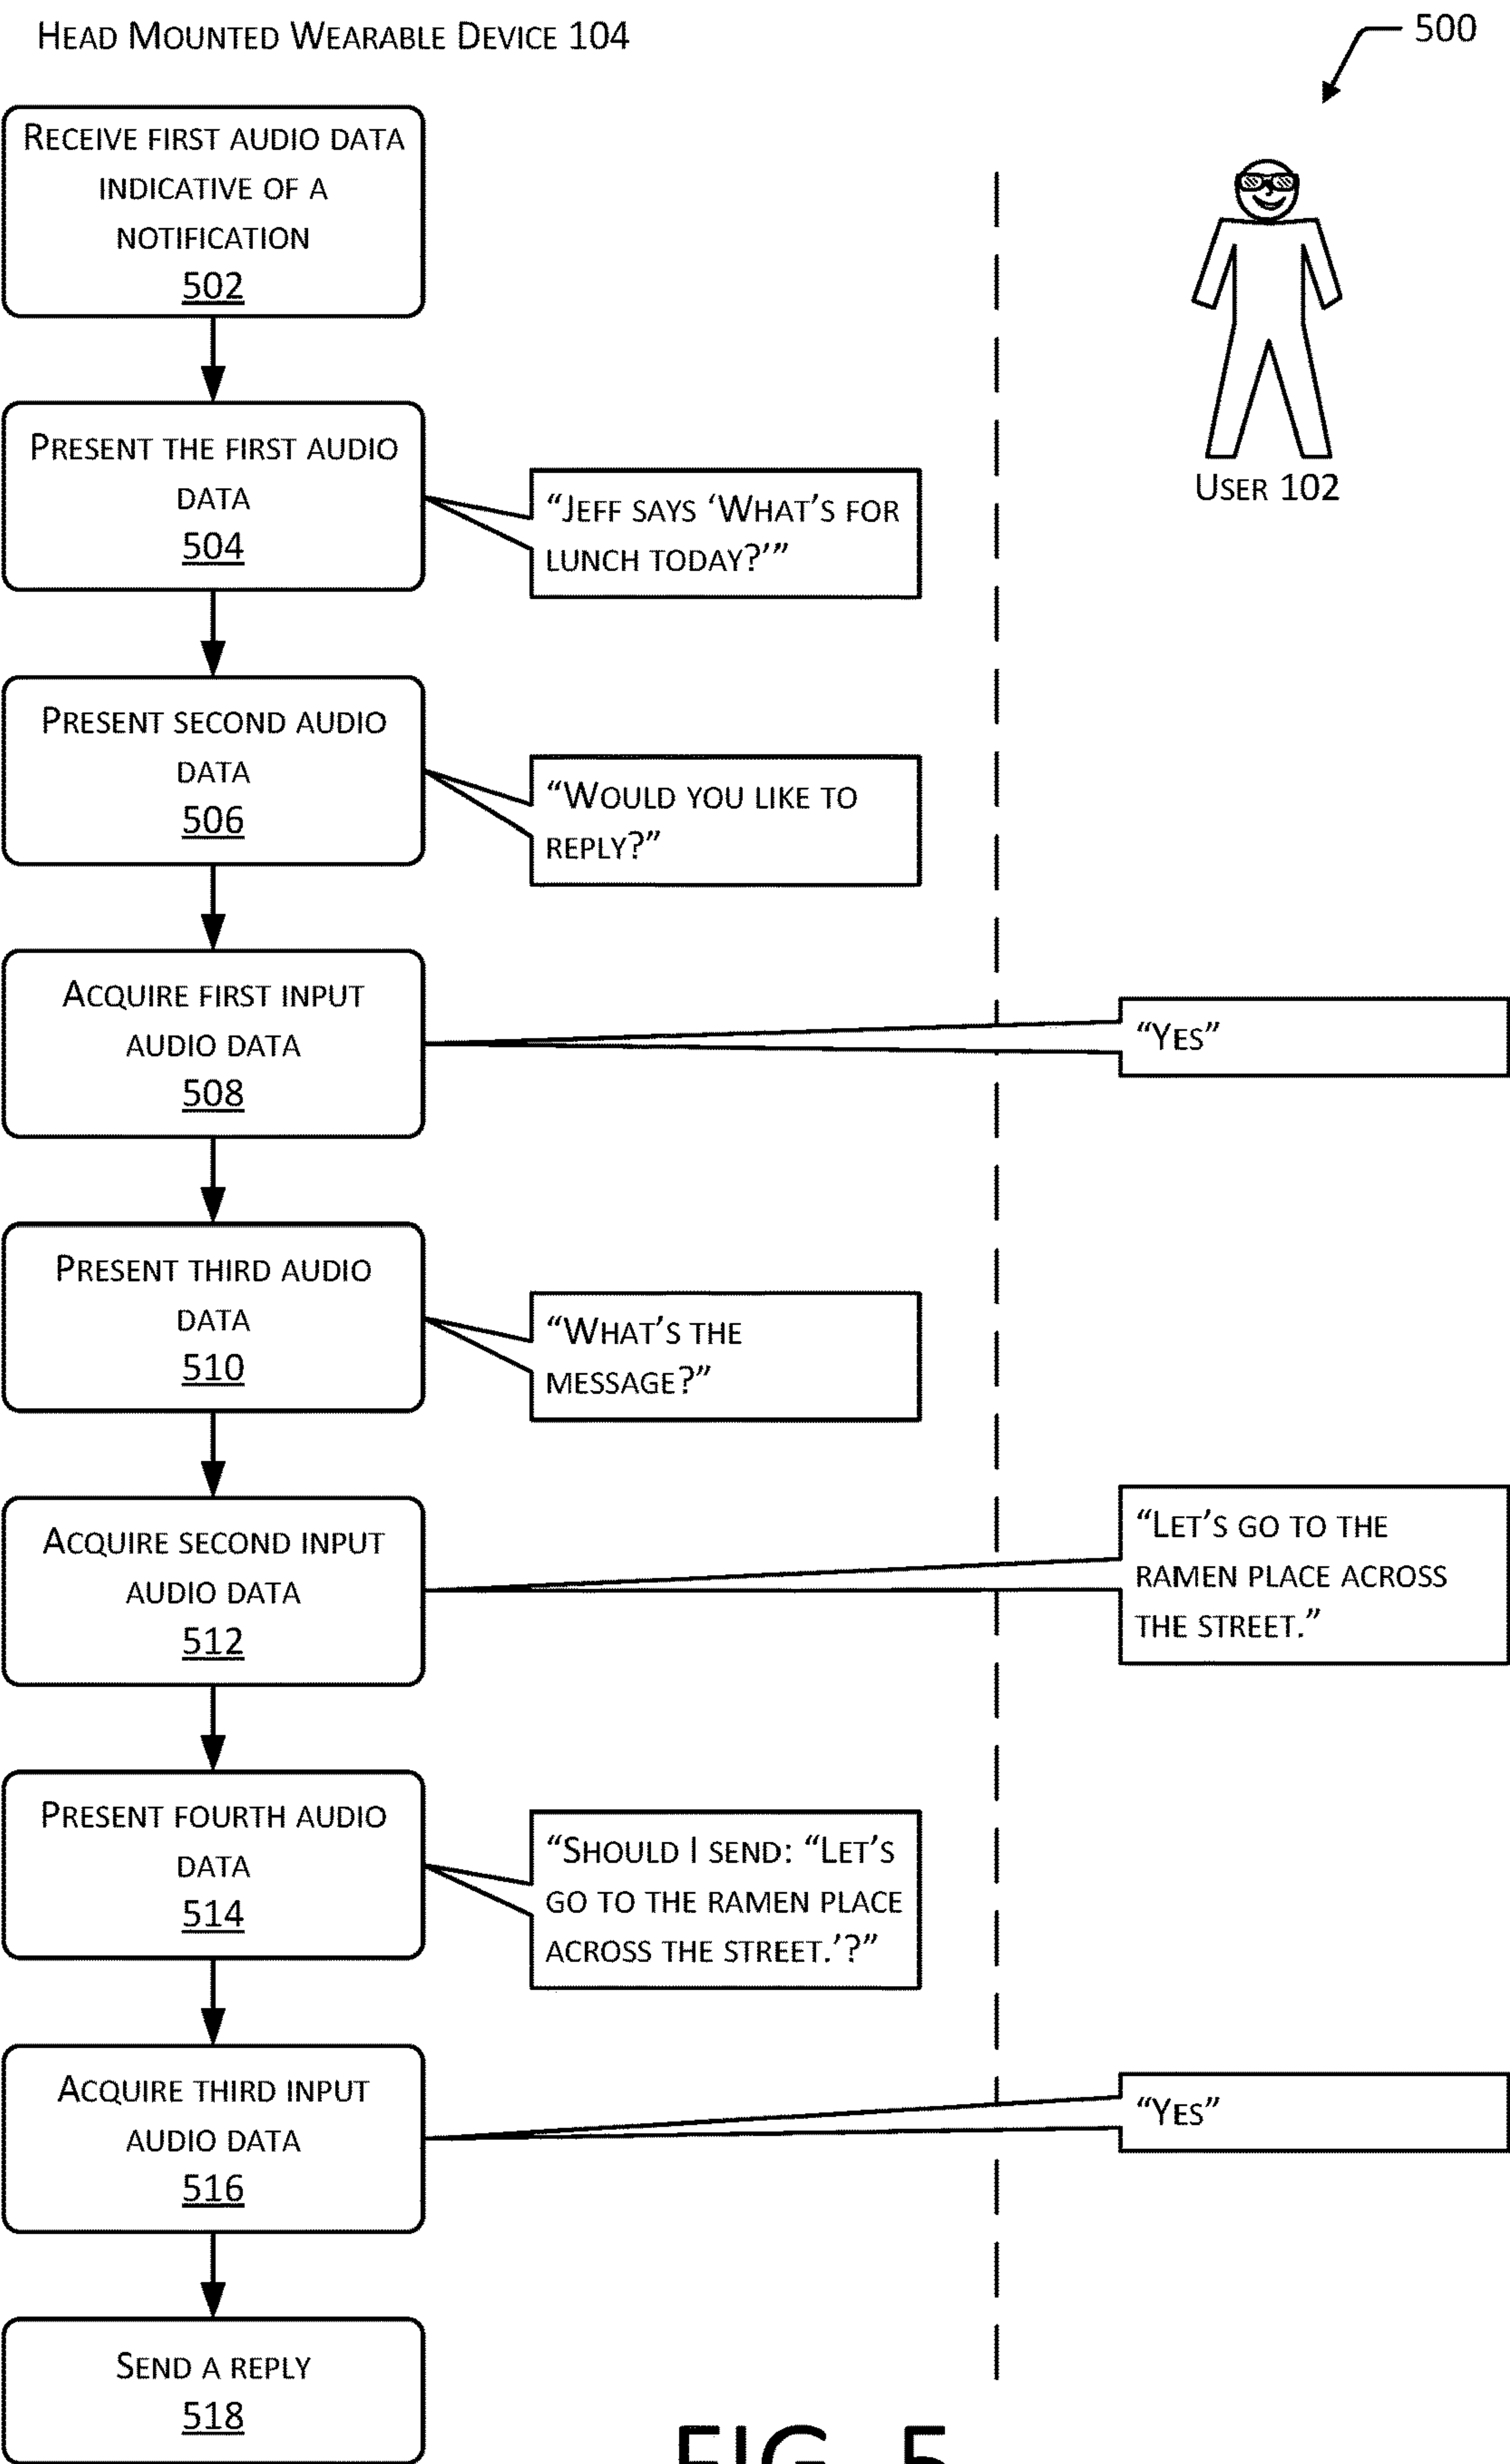 HEAD MOUNTED WEARABLE DEVICE 104
500
RECEIVE FIRST AUDIO DATA
INDICATIVE OF A
NOTIFICATION
502
USER 102
PRESENT THE FIRST AUDIO
DATA
504
“JEFF SAYS ‘WHAT’S FOR
LUNCH TODAY?’”
PRESENT SECOND AUDIO
DATA
506
“WOULD YOU LIKE TO
REPLY?”
ACQUIRE FIRST INPUT
AUDIO DATA
508
“YES”
PRESENT THIRD AUDIO
DATA
510
“WHAT’S THE
MESSAGE?”
ACQUIRE SECOND INPUT
AUDIO DATA
512
“LET’S GO TO THE
RAMEN PLACE ACROSS
THE STREET.”
PRESENT FOURTH AUDIO
DATA
514
“SHOULD I SEND: “LET’S
GO TO THE RAMEN PLACE
ACROSS THE STREET.’?”
ACQUIRE THIRD INPUT
AUDIO DATA
516
“YES”
SEND A REPLY
518
FIG. 5